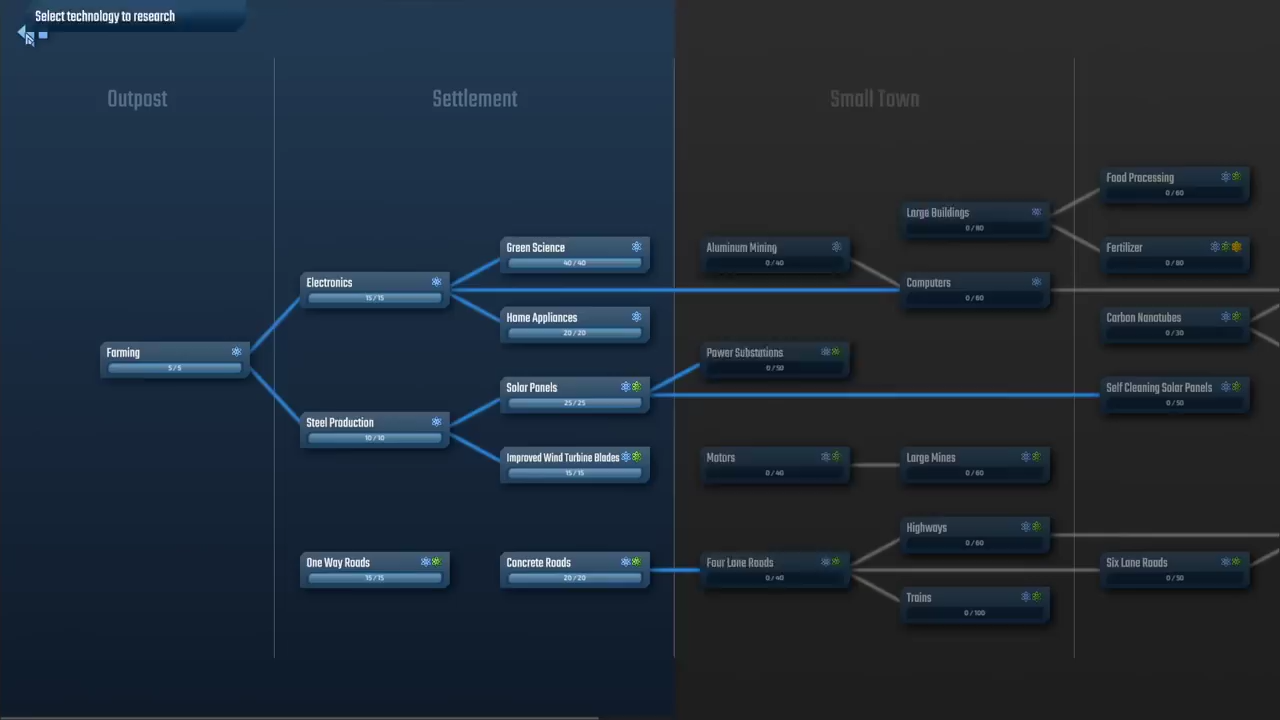 Select technology to research
Outpost
Settlement
Small Town
Food Processing
0/60
Large Buildings
0/80
Green Science
40/40
Aluminum Mining
0/40
Fertilizer
0/80
Electronics
15/15
Computers
0/60
Home Appliances
20/20
Carbon Nanotubes
0/30
Farming
5/5
Power Substations
0/50
Solar Panels
25/25
Self Cleaning Solar Panels
0/50
Steel Production
10/10
Improved Wind Turbine Blades
15/15
Motors
0/40
Large Mines
0/60
Highways
0/60
One Way Roads
15/15
Concrete Roads
20/20
Four Lane Roads
0/40
Six Lane Roads
0/50
Trains
0/100